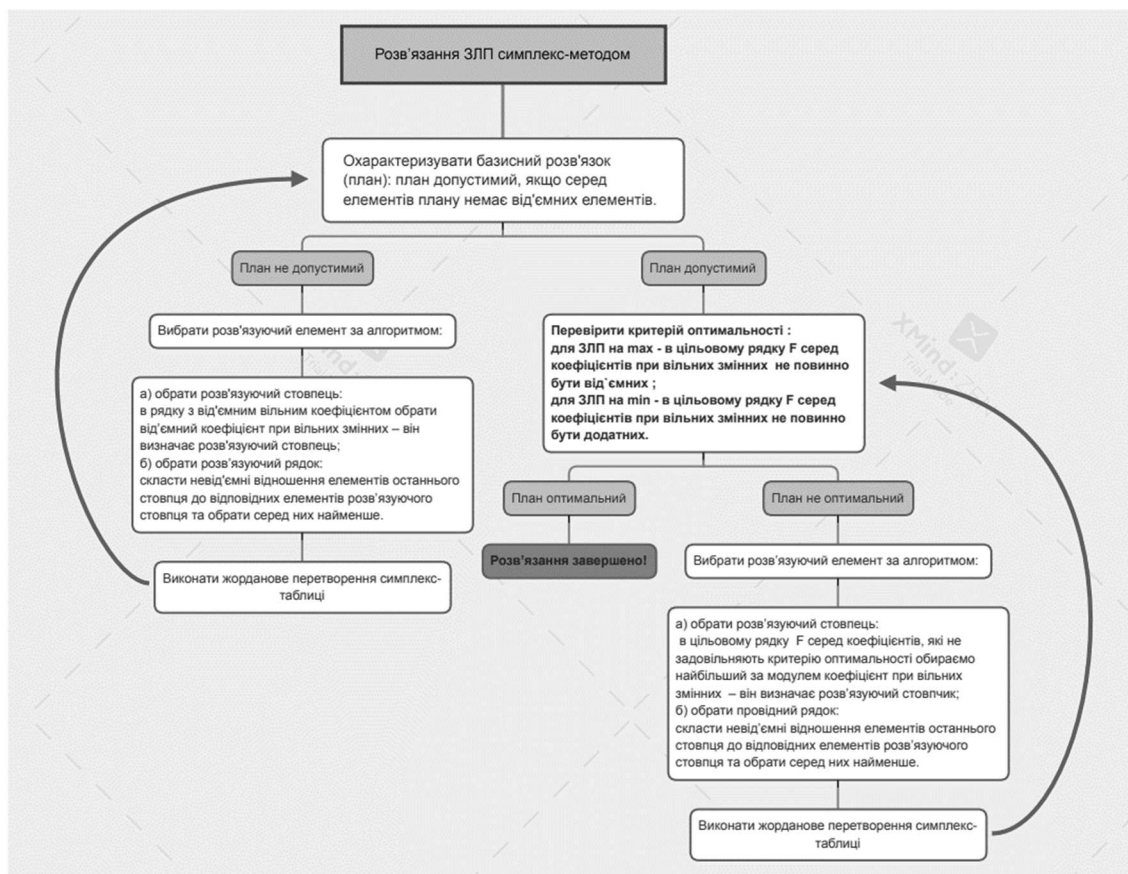 Розв'язання ЗЛП симплекс-методом
Охарактеризувати базисний розв'язок
(план): план допустимий, якщо серед
елементів плану немає від'ємних елементів.
План не допустимий
План допустимий
Вибрати розв'язуючий елемент за алгоритмом:
а) обрати розв'язуючий стовпець:
в рядку з від'ємним вільним коефіцієнтом обрати
від'ємний коефіцієнт при вільних змінних – він
визначає розв'язуючий стовпець;
б) обрати розв'язуючий рядок:
скласти невід'ємні відношення елементів останнього
стовпця до відповідних елементів розв'язуючого
стовпця та обрати серед них найменше.
Виконати жорданове перетворення симплекс-
таблиці
Перевірити критерій оптимальності :
для ЗЛП на max - в цільовому рядку F серед
коефіцієнтів при вільних змінних не повинно
бути від`ємних ;
для ЗЛП на min - в цільовому рядку F серед
коефіцієнтів при вільних змінних не повинно
бути додатних.
План оптимальний
План не оптимальний
Розв'язання завершено!
Вибрати розв'язуючий елемент за алгоритмом:
а) обрати розв'язуючий стовпець:
в цільовому рядку F серед коефіцієнтів, які не
задовільняють критерію оптимальності обираємо
найбільший за модулем коефіцієнт при вільних
змінних – він визначає розв'язуючий стовпчик;
б) обрати провідний рядок:
скласти невід'ємні відношення елементів останнього
стовпця до відповідних елементів розв'язуючого
стовпця та обрати серед них найменше.
Виконати жорданове перетворення симплекс-
таблиці
XMind: